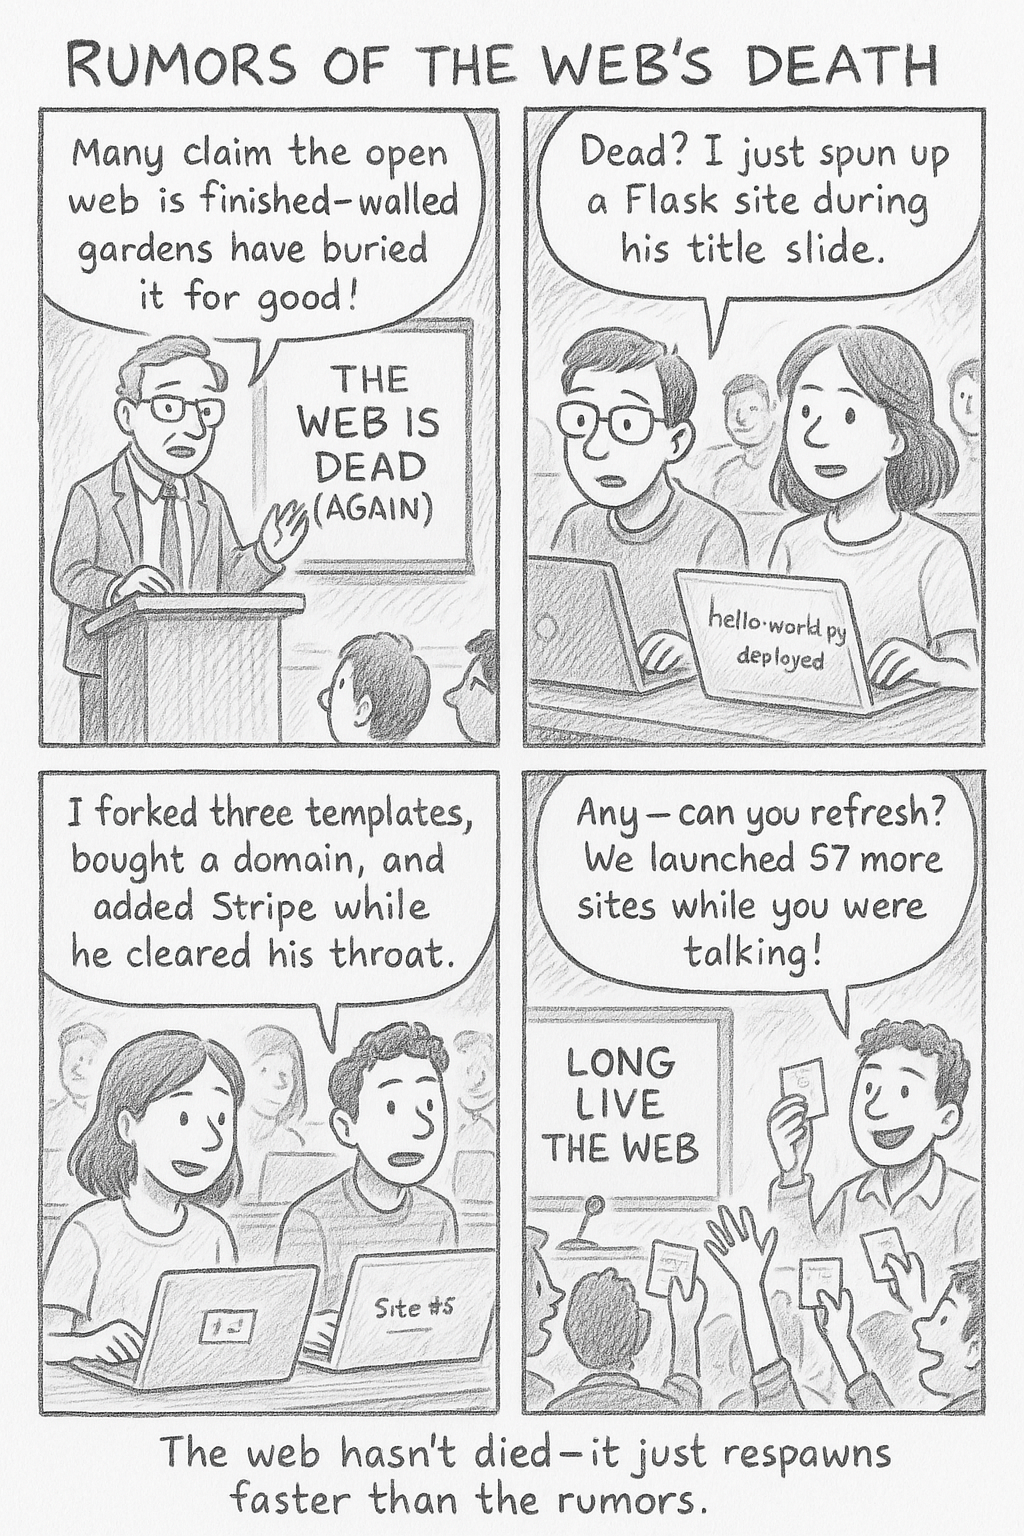 RUMORS OF THE WEB'S DEATH
Many claim the open
web is finished–walled
gardens have buried
it for good!
THE
WEB IS
DEAD
(AGAIN)
Dead? I just spun up
a Flask site during
his title slide.
hello·world py
deployed
I forked three templates,
bought a domain, and
added Stripe while
he cleared his throat.
Site #5
Any–can you refresh?
We launched 57 more
sites while you were
talking!
LONG
LIVE
THE WEB
The web hasn't died–it just respawns
faster than the rumors.